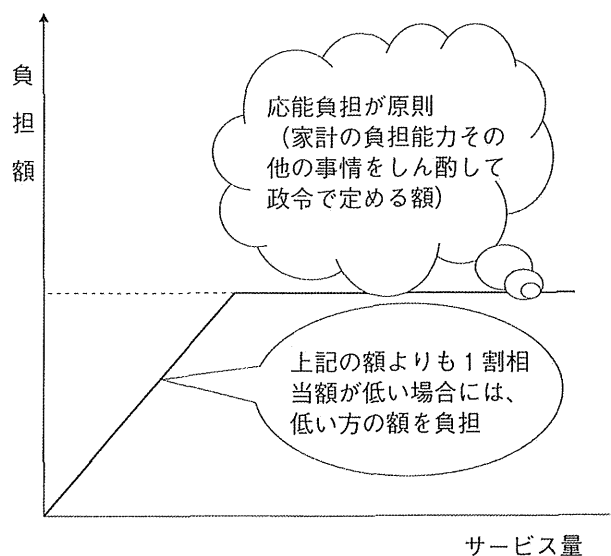 負担額
応能負担が原則
（家計の負担能力その
他の事情をしん酌して
政令で定める額）
上記の額よりも１割相
当額が低い場合には、
低い方の額を負担
サービス量